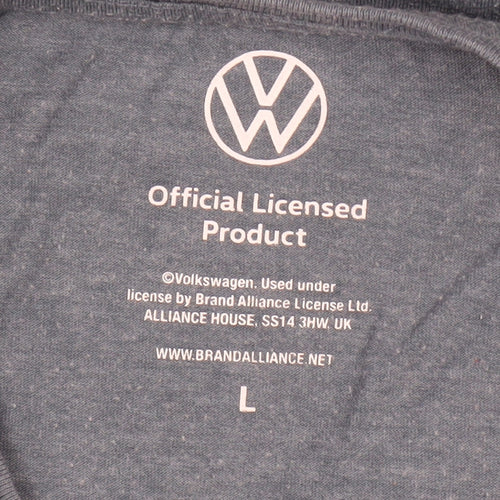 VW
Official Licensed
Product
©Volkswagen. Used under
license by Brand Alliance License Ltd.
ALLIANCE HOUSE, SS14 3HW. UK
WWW.BRANDALLIANCE.NET
L